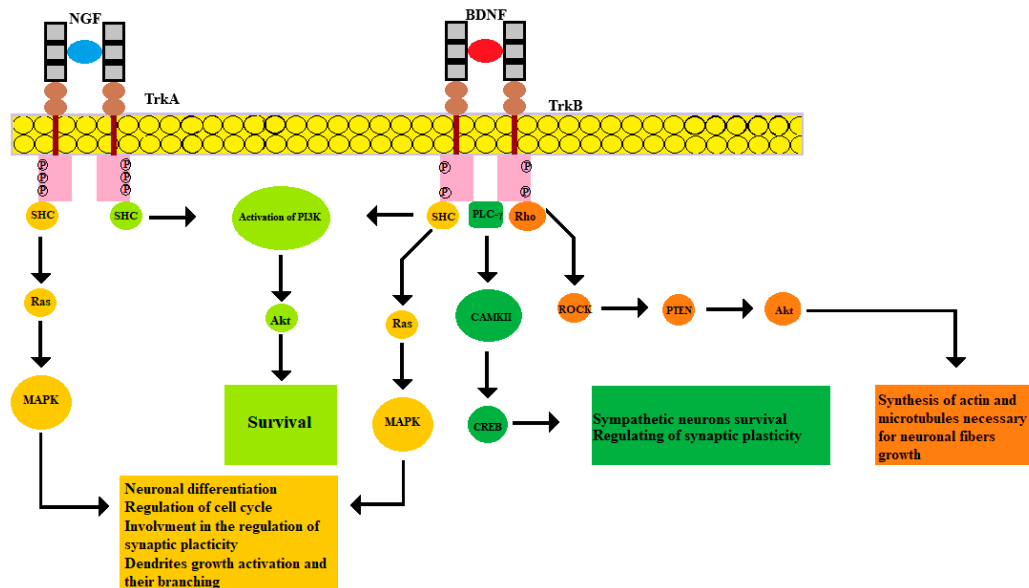 NGF
BDNF
TrkA
TrkB
P
P
P
P
P
P
P
P
P
P
SHC
SHC
Activation of PI3K
SHC
PLC-γ
Rho
Ras
Akt
Ras
CAMKII
ROCK
PTEN
Akt
MAPK
Survival
MAPK
CREB
Sympathetic neurons survival
Regulating of synaptic plasticity
Synthesis of actin and
microtubules necessary
for neuronal fibers
growth
Neuronal differentiation
Regulation of cell cycle
Involvment in the regulation of
synaptic placticity
Dendrites growth activation and
their branching